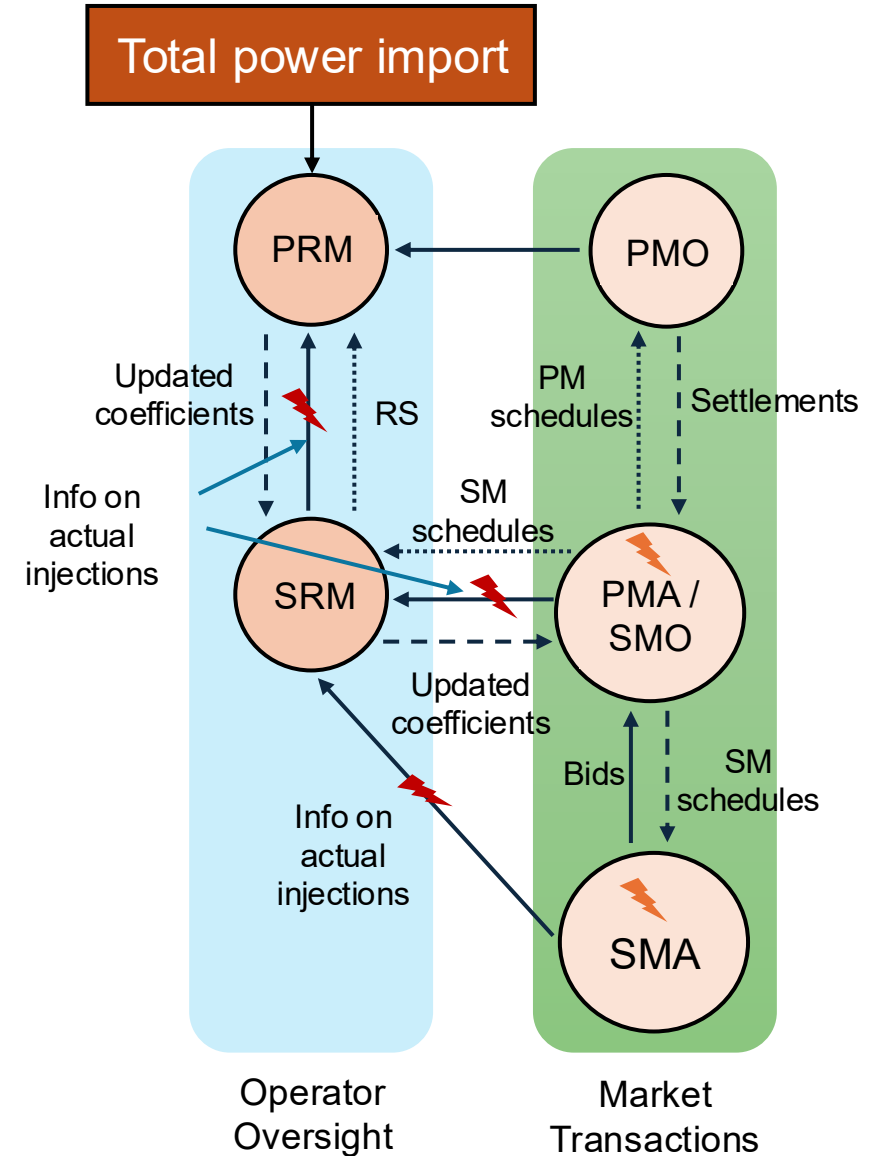 Total power import
PRM
PMO
Updated
coefficients
RS
PM
schedules
Settlements
Info on
actual
injections
SM
schedules
SRM
PMA /
SMO
Updated
coefficients
Bids
SM
schedules
Info on
actual
injections
SMA
Operator
Oversight
Market
Transactions